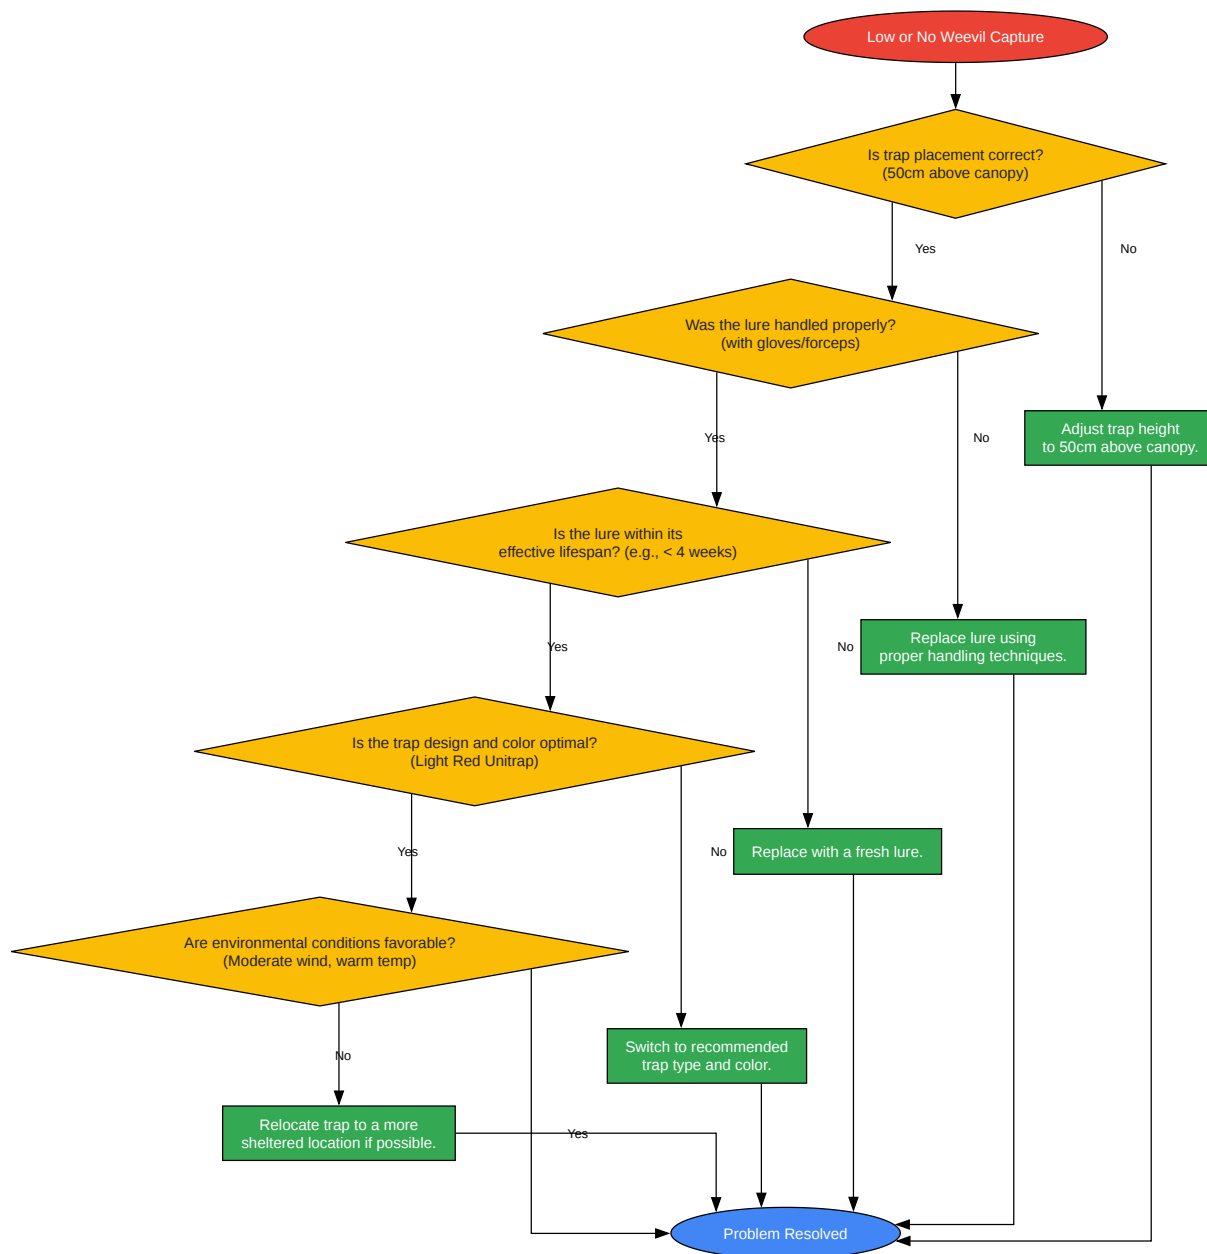 Low or No Weevil Capture
Is trap placement correct?
(50cm above canopy)
Yes
No
Was the lure handled properly?
(with gloves/forceps)
Yes
No
Adjust trap height
to 50cm above canopy.
Is the lure within its
effective lifespan? (e.g., < 4 weeks)
Yes
No
Replace lure using
proper handling techniques.
Is the trap design and color optimal?
(Light Red Unitrap)
Yes
No
Replace with a fresh lure.
Are environmental conditions favorable?
(Moderate wind, warm temp)
No
Switch to recommended
trap type and color.
Relocate trap to a more
sheltered location if possible.
Yes
Problem Resolved